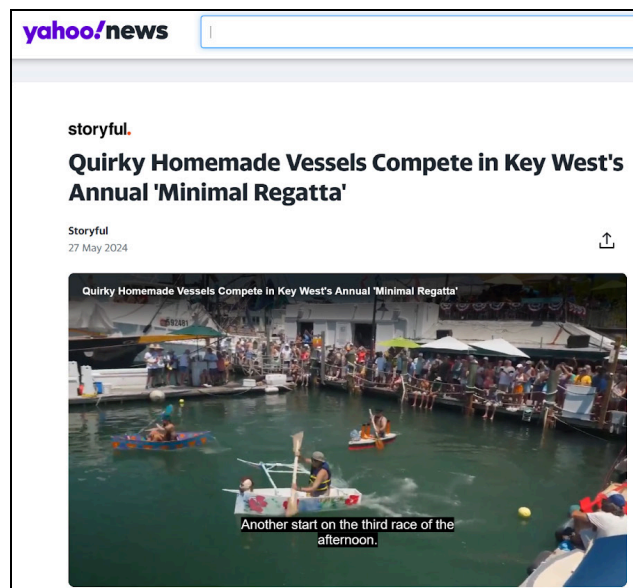 yahoo!news
storyful.
Quirky Homemade Vessels Compete in Key West's
Annual 'Minimal Regatta'
Storyful
27 May 2024
Quirky Homemade Vessels Compete in Key West's Annual 'Minimal Regatta'
Another start on the third race of the
afternoon.